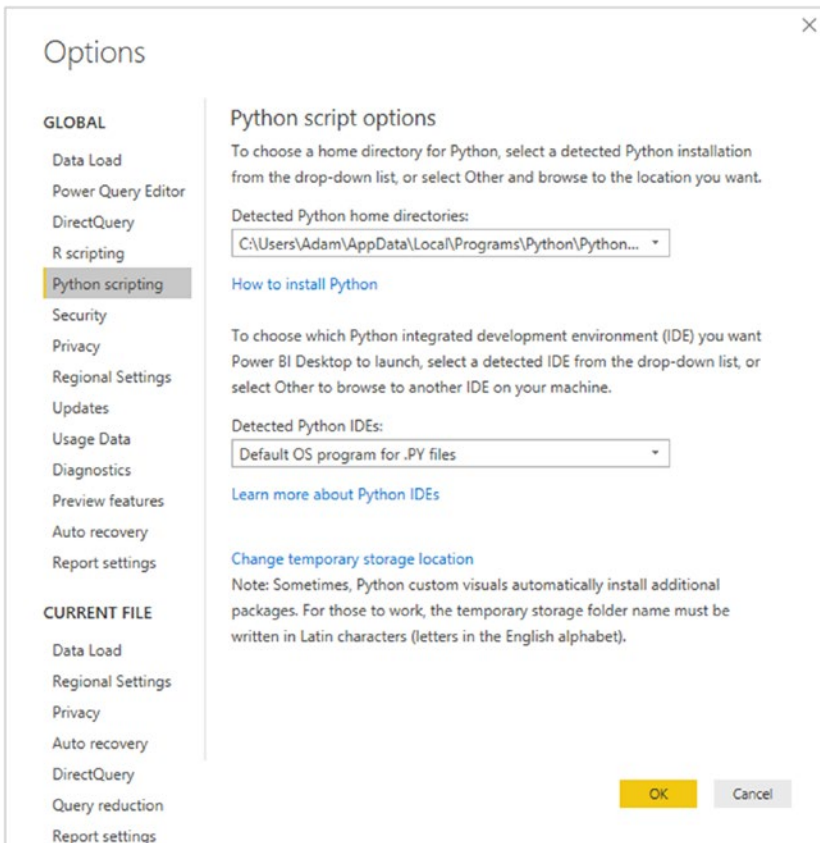 Options
GLOBAL
Data Load
Power Query Editor
DirectQuery
R scripting
Python scripting
Security
Privacy
Regional Settings
Updates
Usage Data
Diagnostics
Preview features
Auto recovery
Report settings
CURRENT FILE
Data Load
Regional Settings
Privacy
Auto recovery
DirectQuery
Query reduction
Report settings
Python script options
To choose a home directory for Python, select a detected Python installation
from the drop-down list, or select Other and browse to the location you want.
Detected Python home directories:
C:\Users\Adam\AppData\Local\Programs\Python\Python...
How to install Python
To choose which Python integrated development environment (IDE) you want
Power BI Desktop to launch, select a detected IDE from the drop-down list, or
select Other to browse to another IDE on your machine.
Detected Python IDEs:
Default OS program for .PY files
Learn more about Python IDEs
Change temporary storage location
Note: Sometimes, Python custom visuals automatically install additional
packages. For those to work, the temporary storage folder name must be
written in Latin characters (letters in the English alphabet).
OK
Cancel